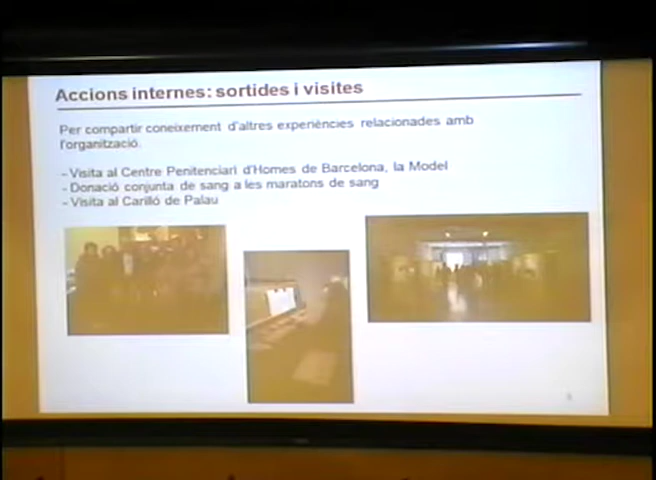 Accions internes: sortides i visites
Per compartir coneixement d'altres experiències relacionades amb
l'organització.
- Visita al Centre Penitenciari d'Homes de Barcelona, la Model
- Donació conjunta de sang a les maratons de sang
- Visita al Carilló de Palau